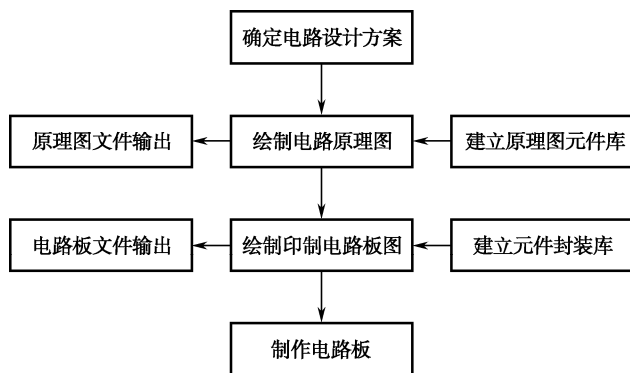 确定电路设计方案
原理图文件输出
绘制电路原理图
建立原理图元件库
电路板文件输出
绘制印制电路板图
建立元件封装库
制作电路板